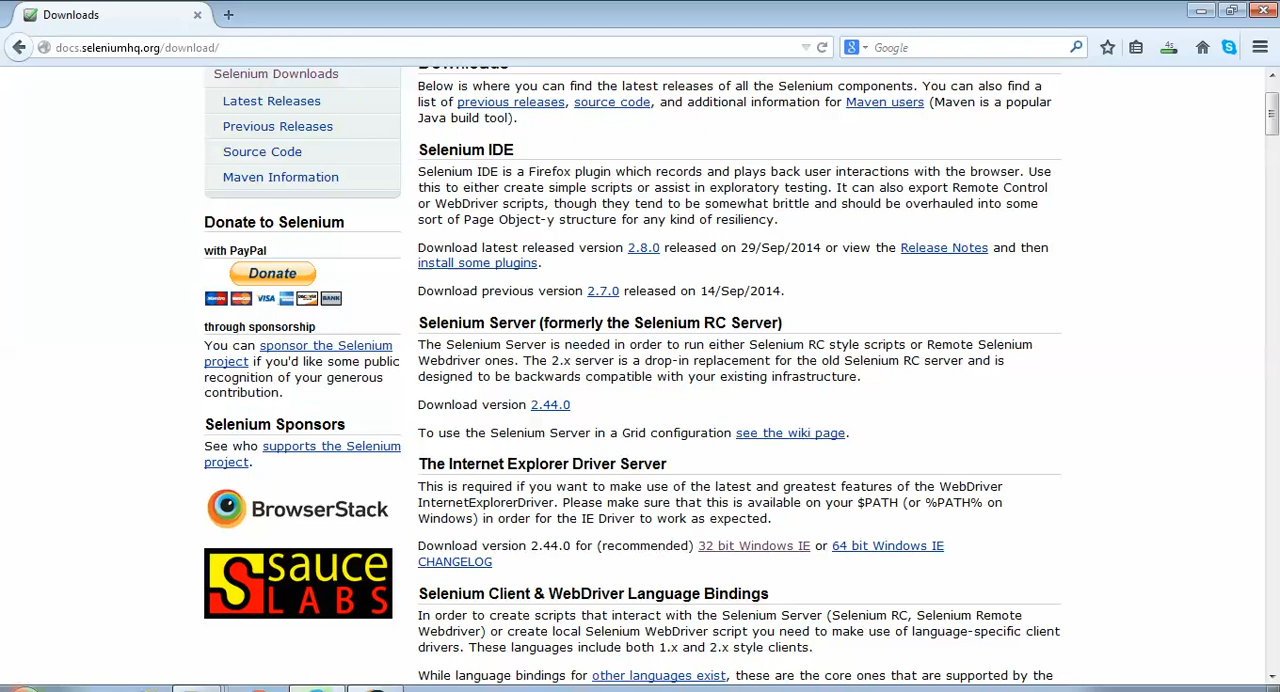 Downloads
docs.seleniumhq.org/download/
Google
Selenium Downloads
Latest Releases
Previous Releases
Source Code
Maven Information
Donate to Selenium
with PayPal
Donate
VISA
BANK
through sponsorship
You can sponsor the Selenium
project if you'd like some public
recognition of your generous
contribution.
Selenium Sponsors
See who supports the Selenium
project.
BrowserStack
sauce
LABS
Downloads
Below is where you can find the latest releases of all the Selenium components. You can also find a
list of previous releases, source code, and additional information for Maven users (Maven is a popular
Java build tool).
Selenium IDE
Selenium IDE is a Firefox plugin which records and plays back user interactions with the browser. Use
this to either create simple scripts or assist in exploratory testing. It can also export Remote Control
or WebDriver scripts, though they tend to be somewhat brittle and should be overhauled into some
sort of Page Object-y structure for any kind of resiliency.
Download latest released version 2.8.0 released on 29/Sep/2014 or view the Release Notes and then
install some plugins.
Download previous version 2.7.0 released on 14/Sep/2014.
Selenium Server (formerly the Selenium RC Server)
The Selenium Server is needed in order to run either Selenium RC style scripts or Remote Selenium
Webdriver ones. The 2.x server is a drop-in replacement for the old Selenium RC server and is
designed to be backwards compatible with your existing infrastructure.
Download version 2.44.0
To use the Selenium Server in a Grid configuration see the wiki page.
The Internet Explorer Driver Server
This is required if you want to make use of the latest and greatest features of the WebDriver
InternetExplorerDriver. Please make sure that this is available on your $PATH (or %PATH% on
Windows) in order for the IE Driver to work as expected.
Download version 2.44.0 for (recommended) 32 bit Windows IE or 64 bit Windows IE
CHANGELOG
Selenium Client & WebDriver Language Bindings
In order to create scripts that interact with the Selenium Server (Selenium RC, Selenium Remote
Webdriver) or create local Selenium WebDriver script you need to make use of language-specific client
drivers. These languages include both 1.x and 2.x style clients.
While language bindings for other languages exist, these are the core ones that are supported by the